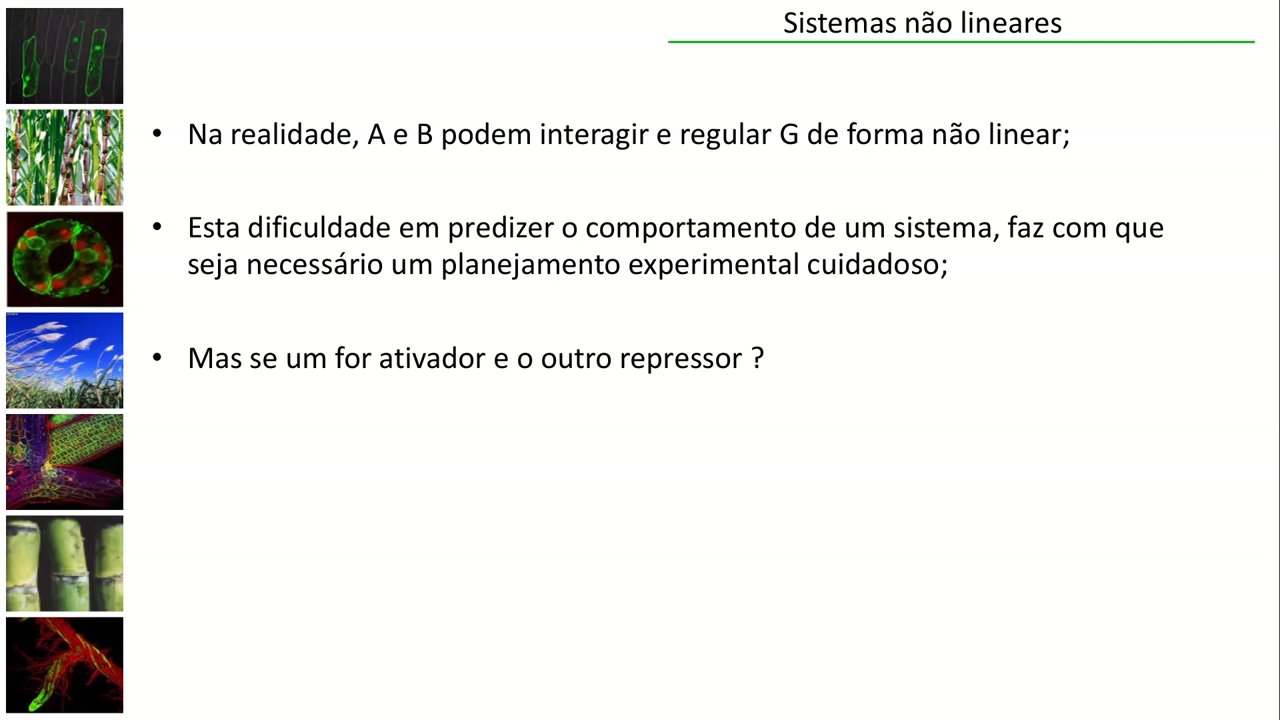 Sistemas não lineares
• Na realidade, A e B podem interagir e regular G de forma não linear;
• Esta dificuldade em predizer o comportamento de um sistema, faz com que
seja necessário um planejamento experimental cuidadoso;
• Mas se um for ativador e o outro repressor ?